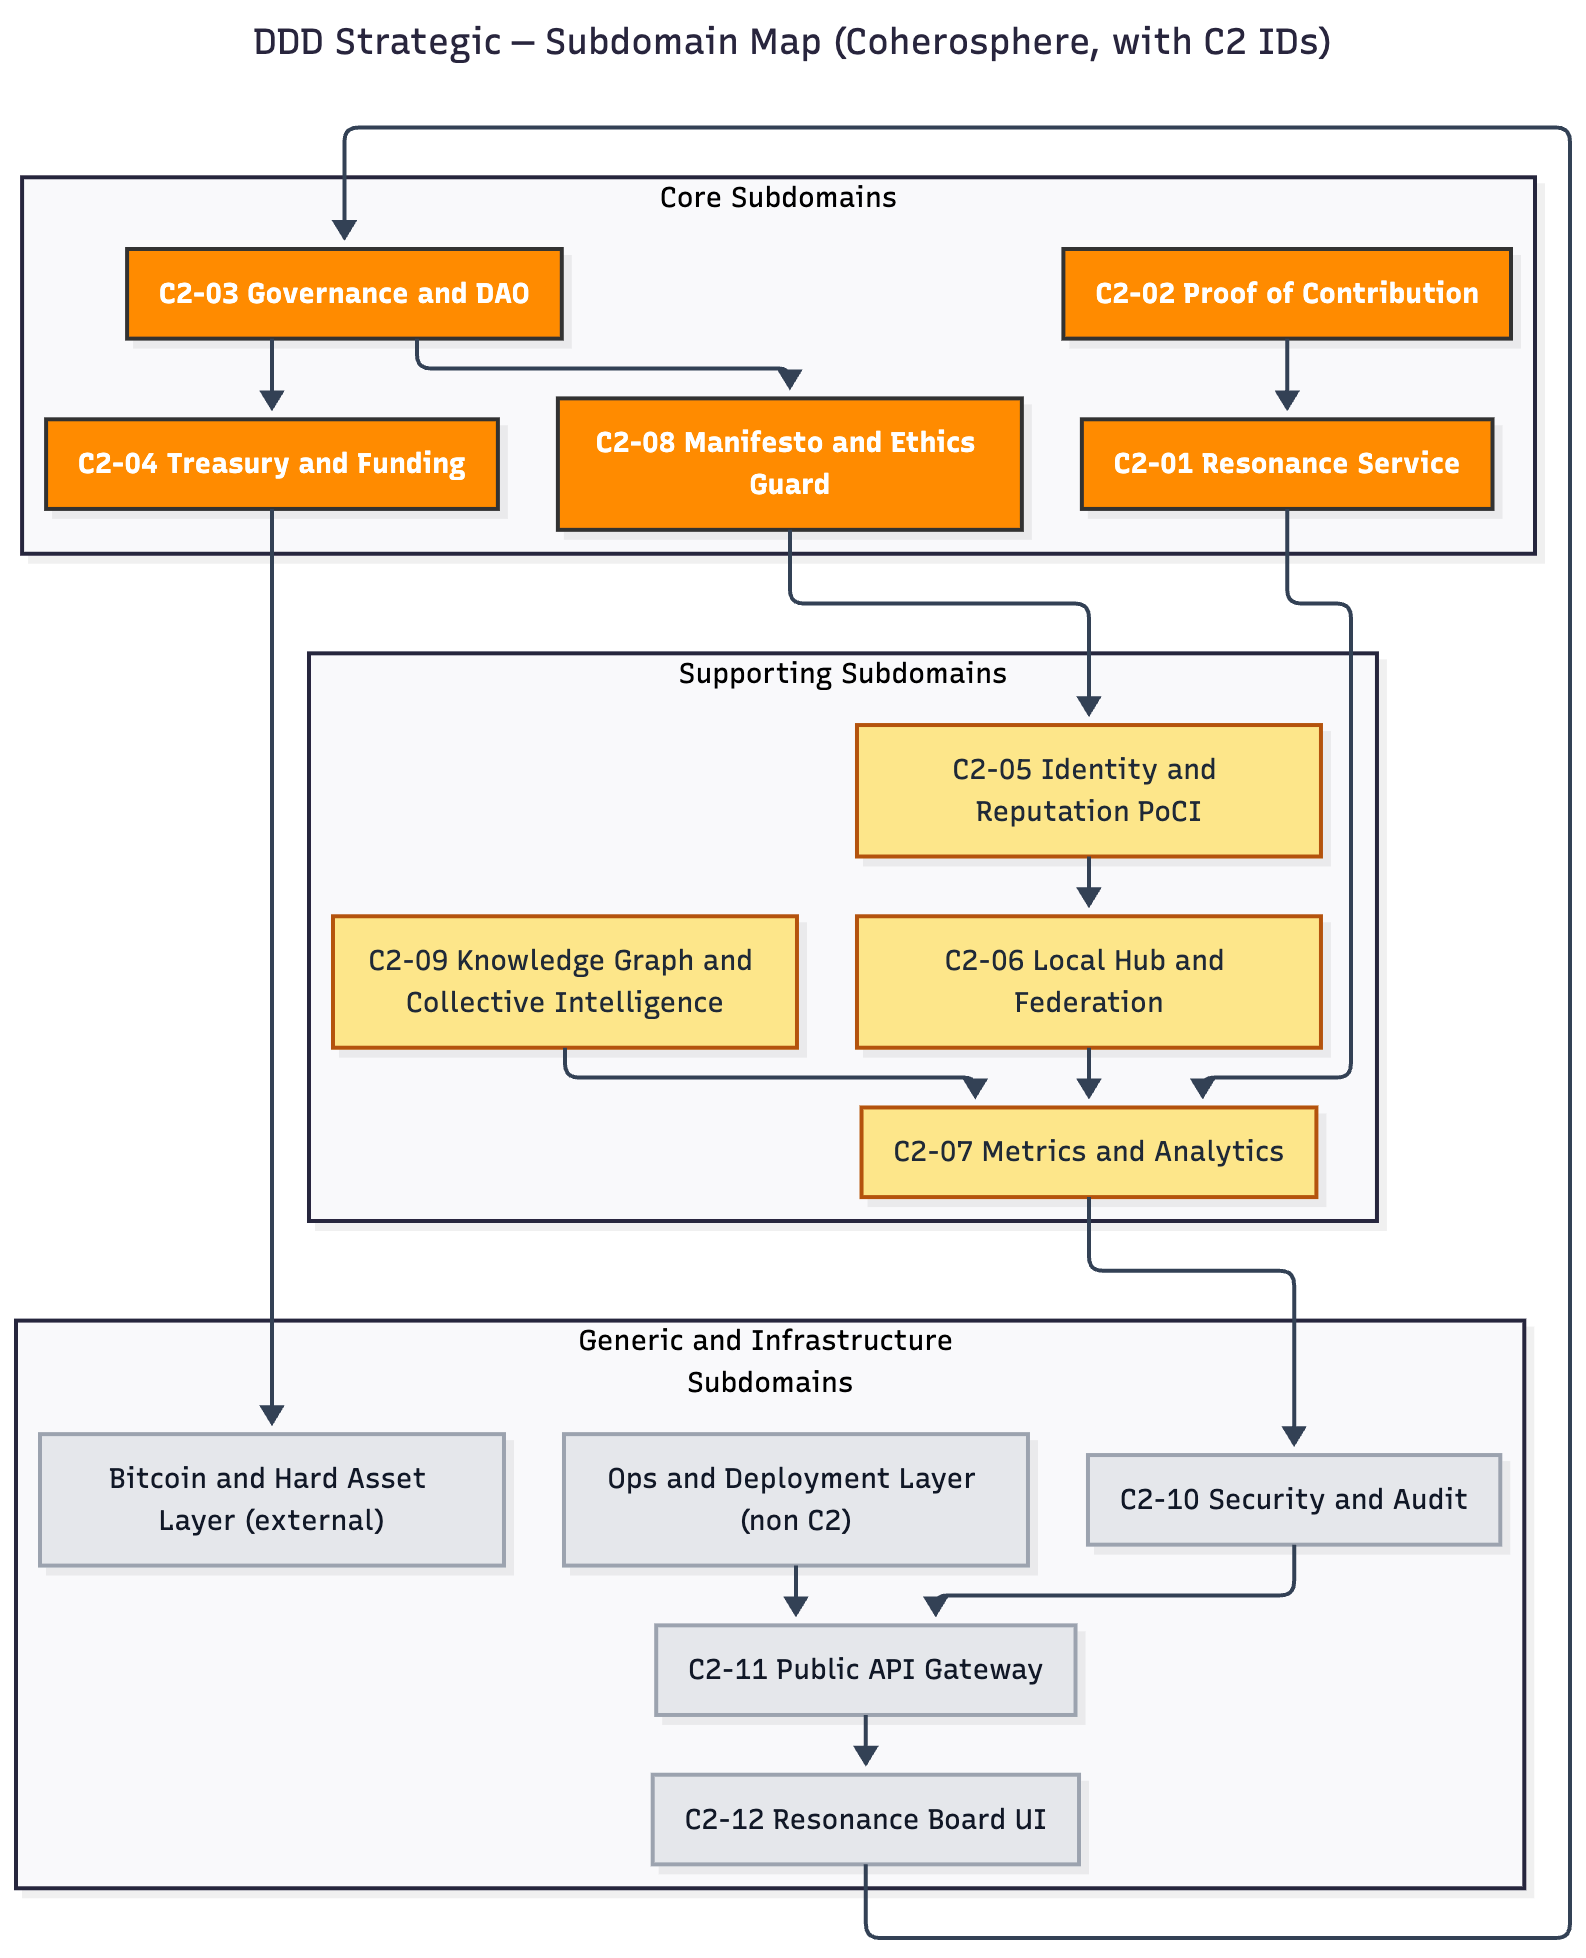 DDD Strategic — Subdomain Map (Coherosphere, with C2 IDs)
Core Subdomains
C2-03 Governance and DAO
C2-02 Proof of Contribution
C2-04 Treasury and Funding
C2-08 Manifesto and Ethics
Guard
C2-01 Resonance Service
Supporting Subdomains
C2-05 Identity and
Reputation PoCI
C2-09 Knowledge Graph and
Collective Intelligence
C2-06 Local Hub and
Federation
C2-07 Metrics and Analytics
Generic and Infrastructure
Subdomains
Bitcoin and Hard Asset
Layer (external)
Ops and Deployment Layer
(non C2)
C2-10 Security and Audit
C2-11 Public API Gateway
C2-12 Resonance Board UI